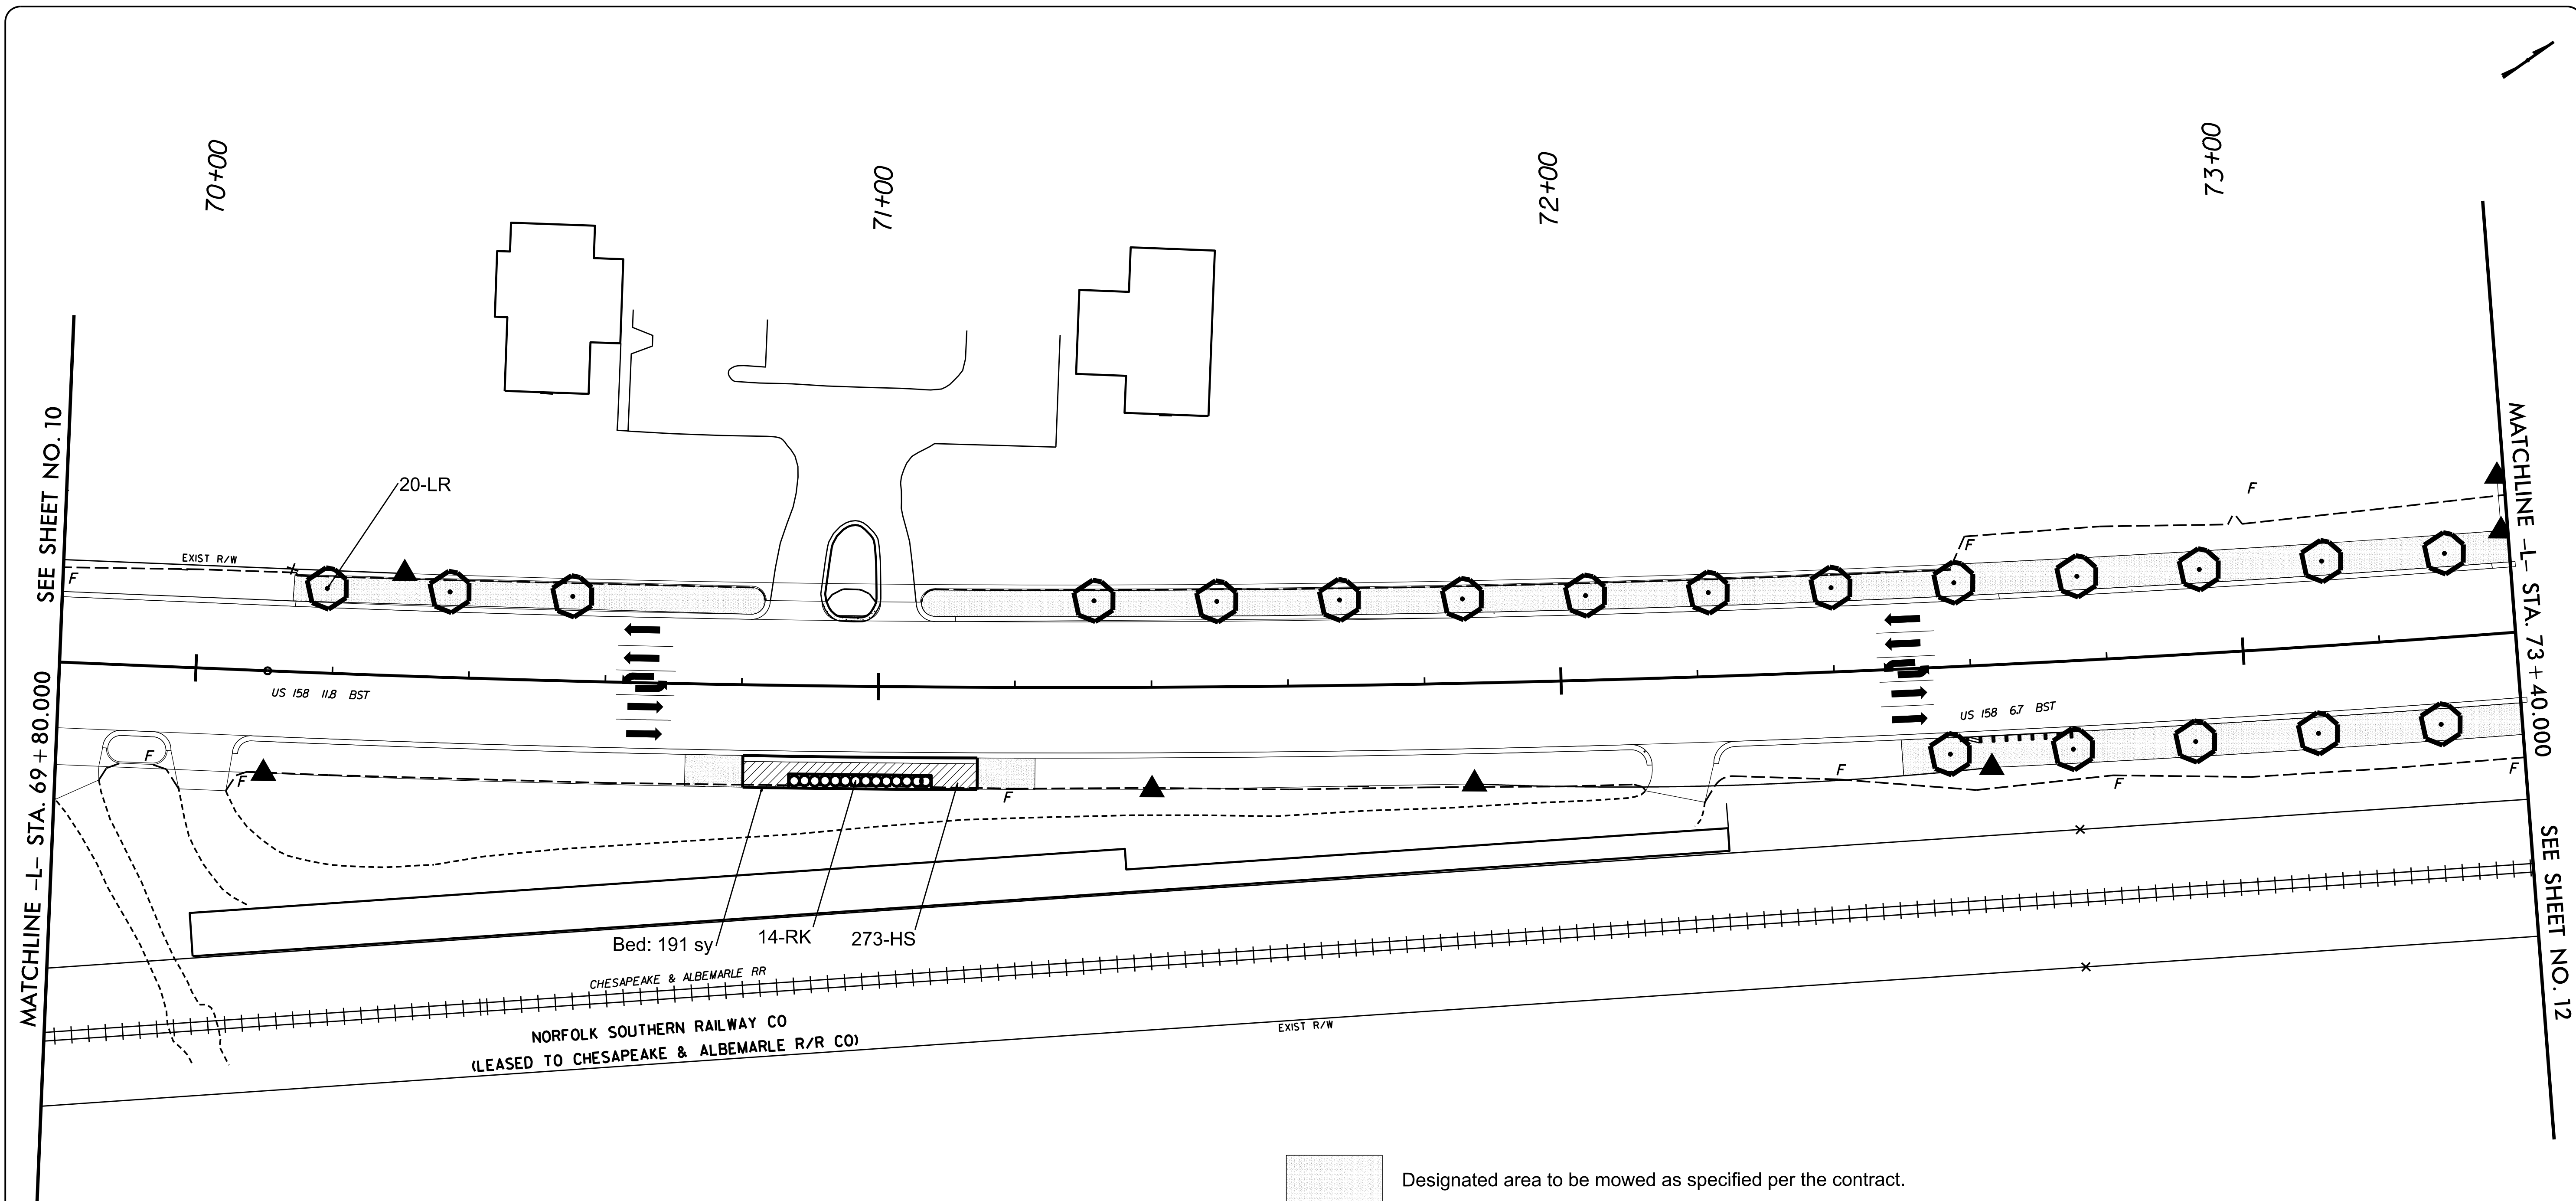 70+00
71+00
72+00
73+00
SEE SHEET NO. 10
MATCHLINE -L- STA. 69+80.000
MATCHLINE -L- STA. 73+40.000
SEE SHEET NO. 12
20-LR
EXIST R/W
F
F
F
US 158 11.8 BST
US 158 6.7 BST
F
F
F
F
F
F
Bed: 191 sy
14-RK
273-HS
CHESAPEAKE & ALBEMARLE RR
NORFOLK SOUTHERN RAILWAY CO
(LEASED TO CHESAPEAKE & ALBEMARLE R/R CO)
EXIST R/W
Designated area to be mowed as specified per the contract.